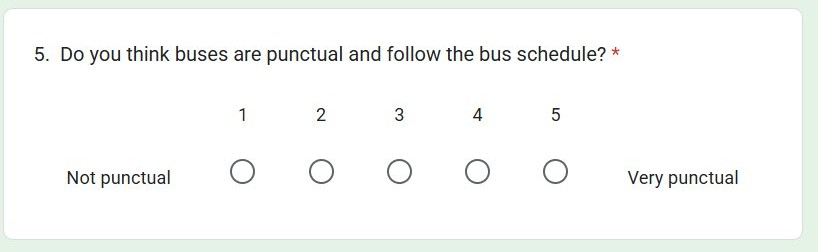 5. Do you think buses are punctual and follow the bus schedule? *
1 2 3 4 5
Not punctual Very punctual